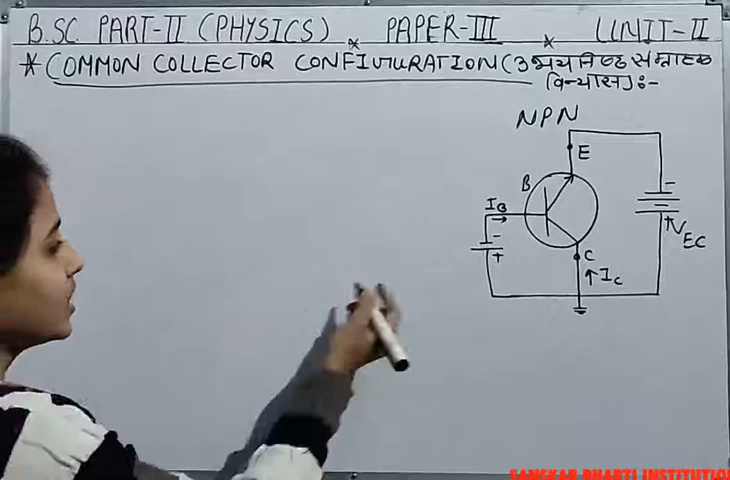 B.SC. PART-II (PHYSICS) * PAPER-III * UNIT-II
* COMMON COLLECTOR CONFIGURATION (उभयनिष्ठ संग्राहक
विन्यास) :-
NPN
E
B
IB
-
-
+
VEC
C
↑IC
SANSKAR BHARTI INSTITUTION